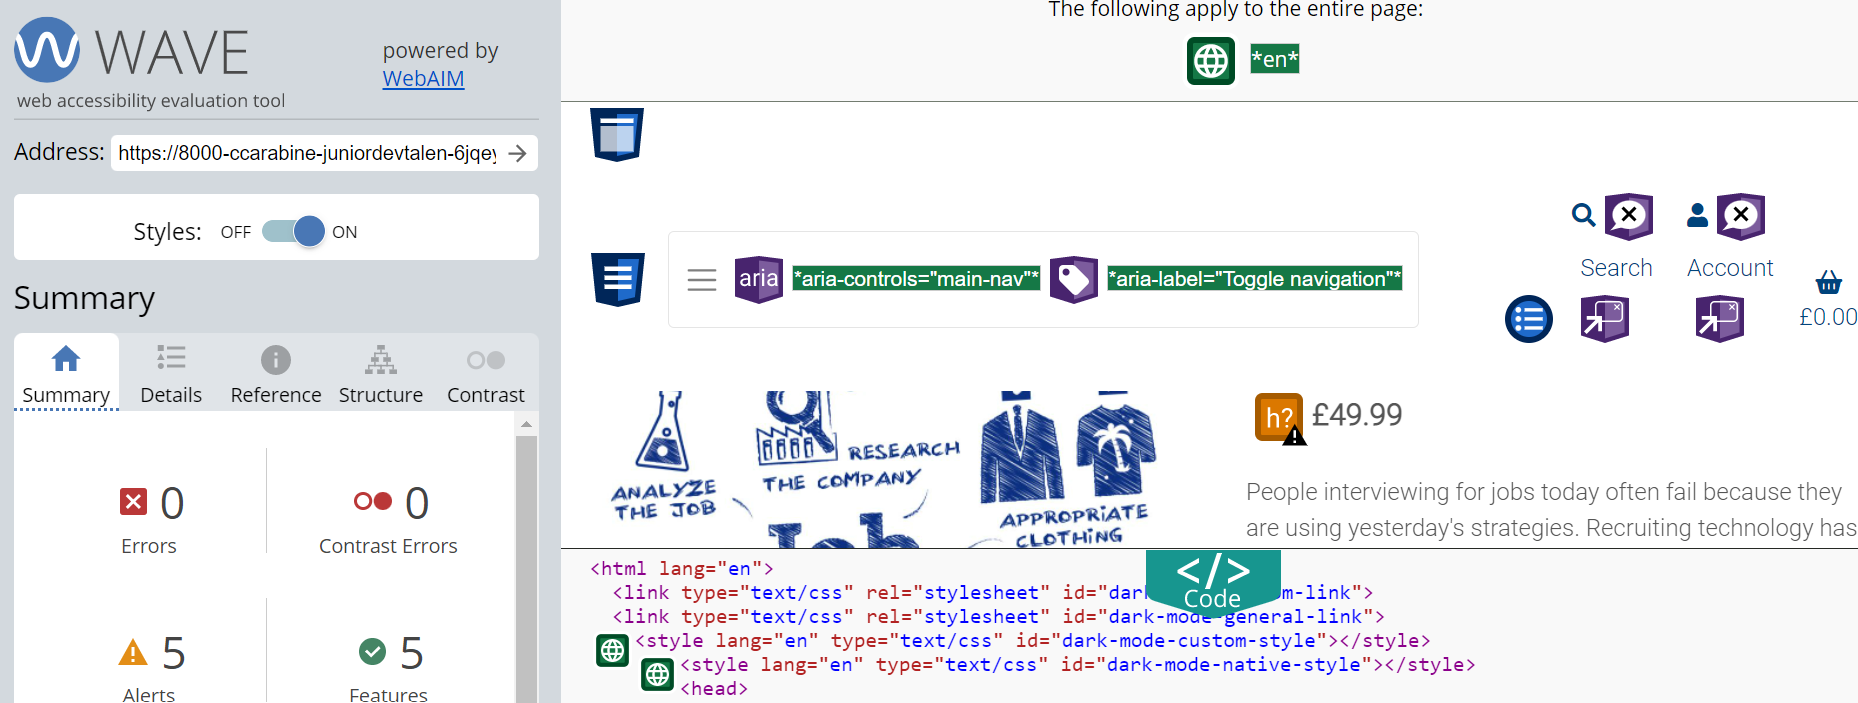 WAVE
powered by
WebAIM
web accessibility evaluation tool
Address: https://8000-ccarabine-juniordevtalen-6jqey
Styles: OFF ON
Summary
Summary Details Reference Structure Contrast
0 0
Errors Contrast Errors
5 5
Alerts Features
The following apply to the entire page:
*en*
aria *aria-controls="main-nav"* *aria-label="Toggle navigation"*
Search Account
£0.00
ANALYZE
THE JOB
RESEARCH
THE COMPANY
APPROPRIATE
CLOTHING
Job
h? £49.99
People interviewing for jobs today often fail because they
are using yesterday's strategies. Recruiting technology has
</> Code
<html lang="en">
<link type="text/css" rel="stylesheet" id="dar m-link">
<link type="text/css" rel="stylesheet" id="dark-mode-general-link">
<style lang="en" type="text/css" id="dark-mode-custom-style"></style>
<style lang="en" type="text/css" id="dark-mode-native-style"></style>
<head>